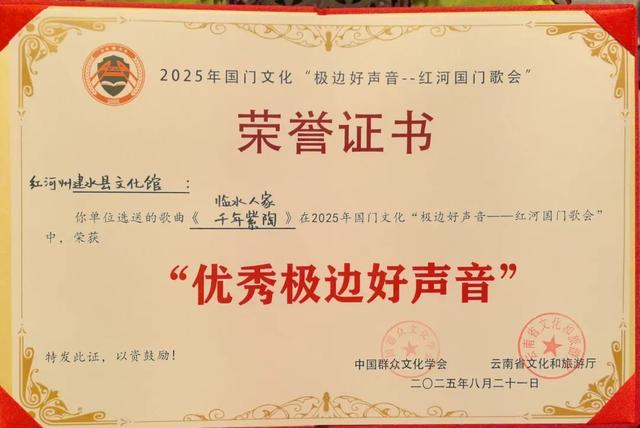 2025年国门文化“极边好声音--红河国门歌会”
荣誉证书
红河州建水县文化馆：
临水人家
你单位选送的歌曲《千年紫陶》在2025年国门文化“极边好声音——红河国门歌会”
中，荣获
“优秀极边好声音”
特发此证，以资鼓励！
中国群众文化学会 云南省文化和旅游厅
二〇二五年八月二十一日